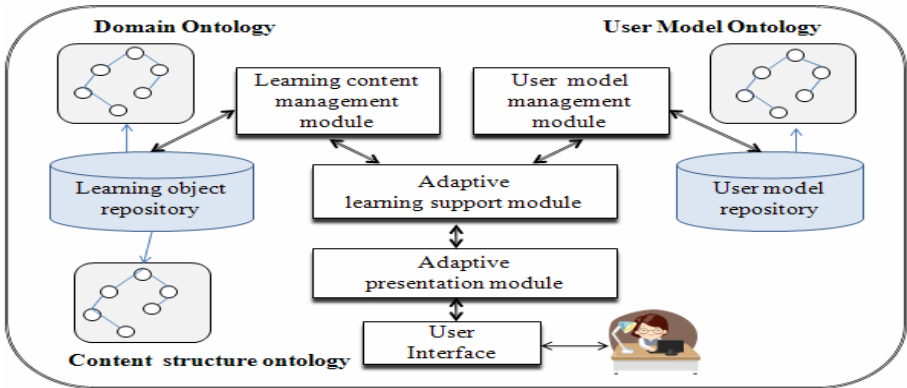 Domain Ontology
User Model Ontology
Learning content
management
module
User model
management
module
Learning object
repository
Adaptive
learning support module
User model
repository
Adaptive
presentation module
User
Interface
Content structure ontology